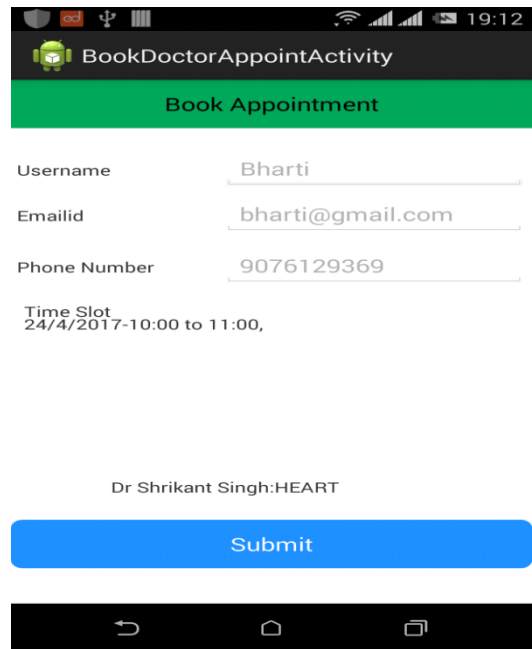 cd 19:12
BookDoctorAppointActivity
Book Appointment
Username Bharti
Emailid bharti@gmail.com
Phone Number 9076129369
Time Slot
24/4/2017-10:00 to 11:00,
Dr Shrikant Singh:HEART
Submit